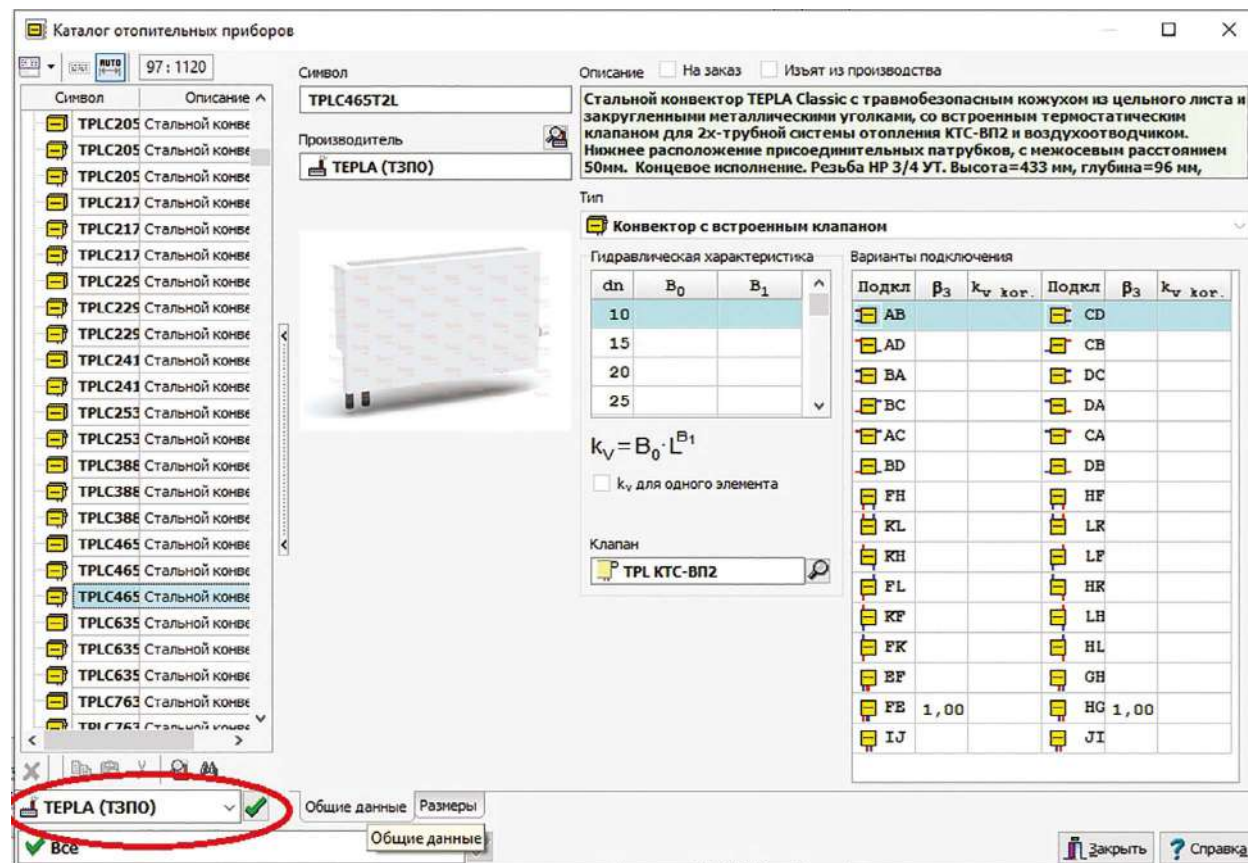 Каталог отопительных приборов
AUTO
97 : 1120
Символ Описание
TPLC205 Стальной конве
TPLC205 Стальной конве
TPLC205 Стальной конве
TPLC217 Стальной конве
TPLC217 Стальной конве
TPLC217 Стальной конве
TPLC229 Стальной конве
TPLC229 Стальной конве
TPLC229 Стальной конве
TPLC241 Стальной конве
TPLC241 Стальной конве
TPLC253 Стальной конве
TPLC253 Стальной конве
TPLC388 Стальной конве
TPLC388 Стальной конве
TPLC388 Стальной конве
TPLC465 Стальной конве
TPLC465 Стальной конве
TPLC465 Стальной конве
TPLC635 Стальной конве
TPLC635 Стальной конве
TPLC635 Стальной конве
TPLC763 Стальной конве
TPLC763 Стальной конве
TEPLA (ТЗПО)
Все
Символ
TPLC465T2L
Производитель
TEPLA (ТЗПО)
Описание На заказ Изъят из производства
Стальной конвектор TEPLA Classic с травмобезопасным кожухом из цельного листа и
закругленными металлическими уголками, со встроенным термостатическим
клапаном для 2х-трубной системы отопления КТС-ВП2 и воздухоотводчиком.
Нижнее расположение присоединительных патрубков, с межосевым расстоянием
50мм. Концевое исполнение. Резьба НР 3/4 УТ. Высота=433 мм, глубина=96 мм,
Тип
Конвектор с встроенным клапаном
Гидравлическая характеристика
dn B₀ B₁
10
15
20
25
kᵥ=B₀·L^B₁
kᵥ для одного элемента
Клапан
TPL КТС-ВП2
Варианты подключения
Подкл β₃ kᵥ kor. Подкл β₃ kᵥ kor.
AB CD
AD CB
BA DC
BC DA
AC CA
BD DB
FH HF
KL LK
KH LF
FL HK
KF LH
FK HL
EF GH
FE 1,00 HG 1,00
IJ JI
Общие данные Размеры
Общие данные
Закрыть Справка